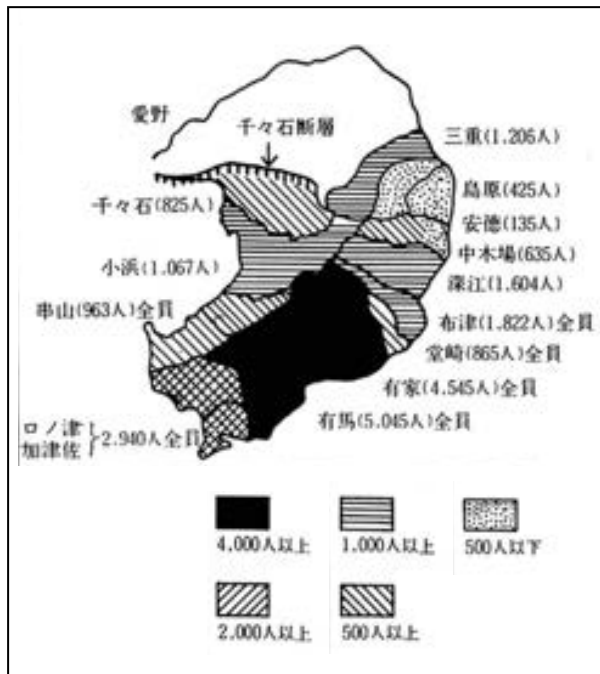 愛野
千々石断層
三重(1.206人)
島原(425人)
千々石(825人)
安徳(135人)
中木場(635人)
小浜(1.067人)
深江(1.604人)
串山(963人)全員
布津(1.822人)全員
堂崎(865人)全員
有家(4.545人)全員
有馬(5.045人)全員
口ノ津
加津佐
2.940人全員
4.000人以上
1.000人以上
500人以下
2.000人以上
500人以上